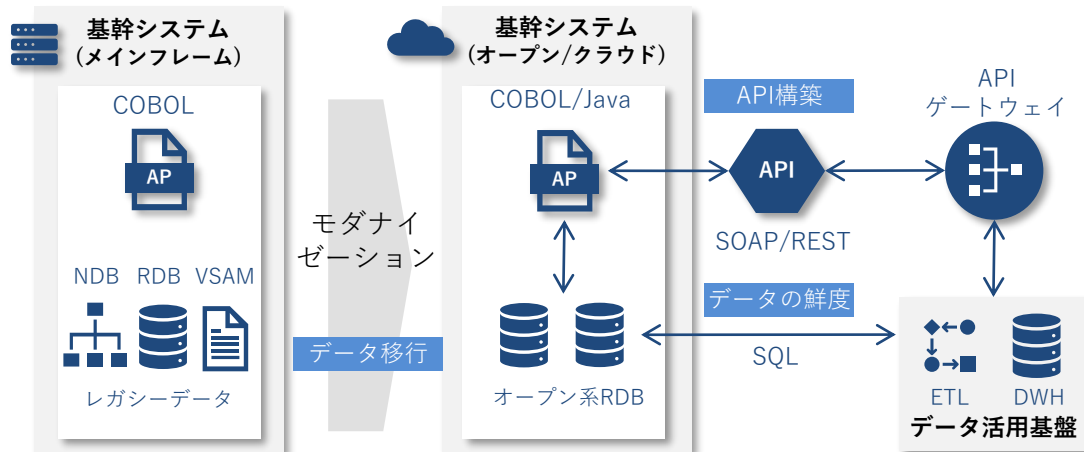 基幹システム
(メインフレーム)
COBOL
AP
NDB RDB VSAM
レガシーデータ
モダナイ
ゼーション
データ移行
基幹システム
(オープン/クラウド)
COBOL/Java
AP
オープン系RDB
API構築
API
SOAP/REST
データの鮮度
SQL
API
ゲートウェイ
ETL DWH
データ活用基盤